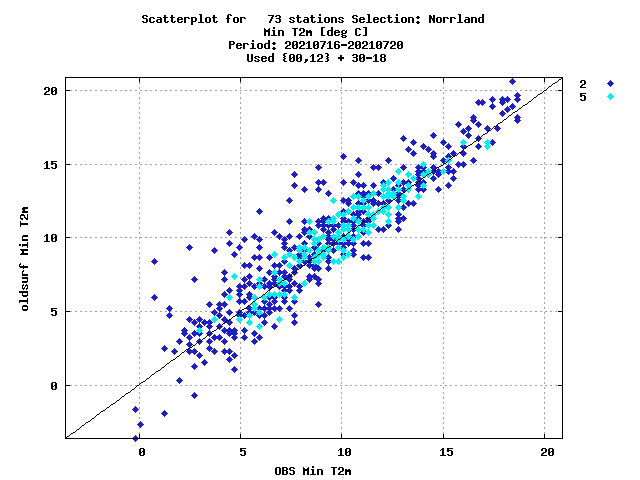 Scatterplot for   73 stations Selection: Norrland
Min T2m [deg C]
Period: 20210716-20210720
Used {00,12} + 30-18
2
5
20
15
10
5
0
oldsurf Min T2m
0 5 10 15 20
OBS Min T2m